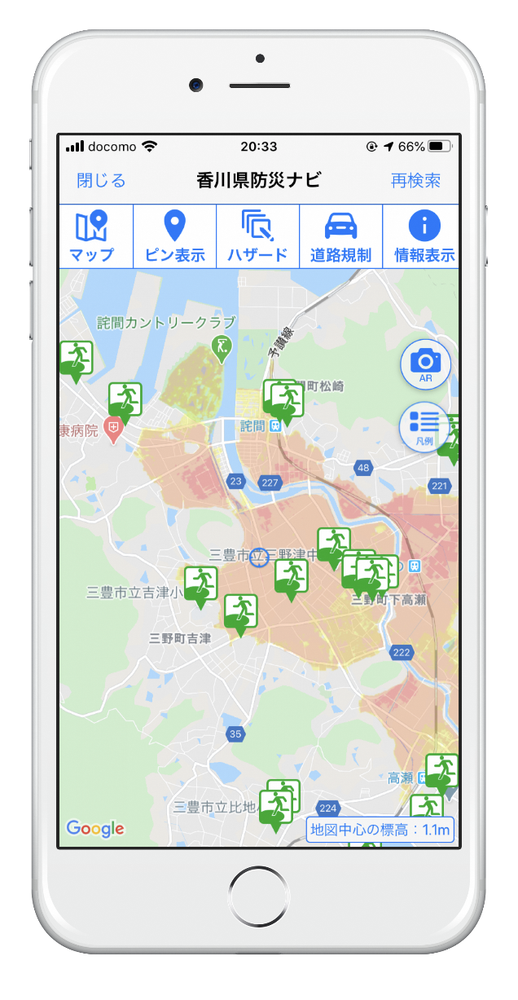 docomo 20:33 66%
閉じる 香川県防災ナビ 再検索
マップ ピン表示 ハザード 道路規制 情報表示
詫間カントリークラブ
予讃線
間町松崎
AR
康病院
詫間
凡例
48
23
227
221
三豊市立三野津中
三豊市立吉津小
三野町下高瀬
三野町吉津
222
35
高瀬
三豊市立比地
224
Google
地図中心の標高:1.1m